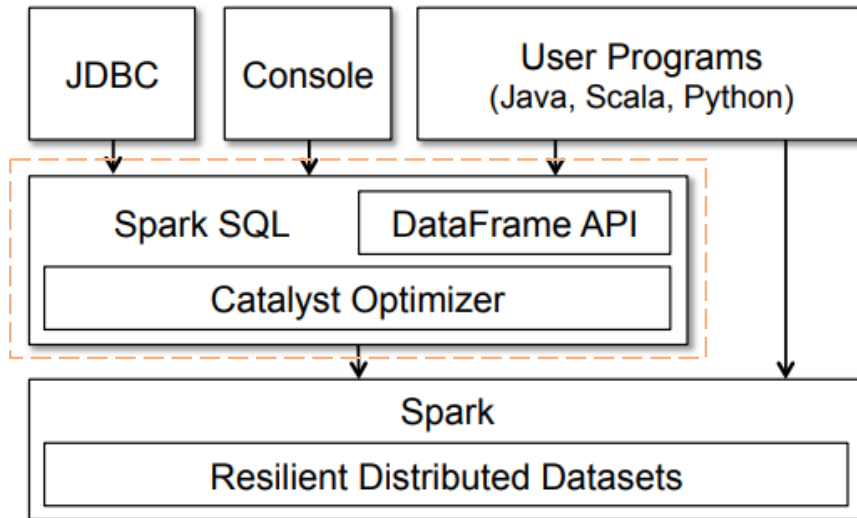 JDBC
Console
User Programs
(Java, Scala, Python)
Spark SQL
DataFrame API
Catalyst Optimizer
Spark
Resilient Distributed Datasets